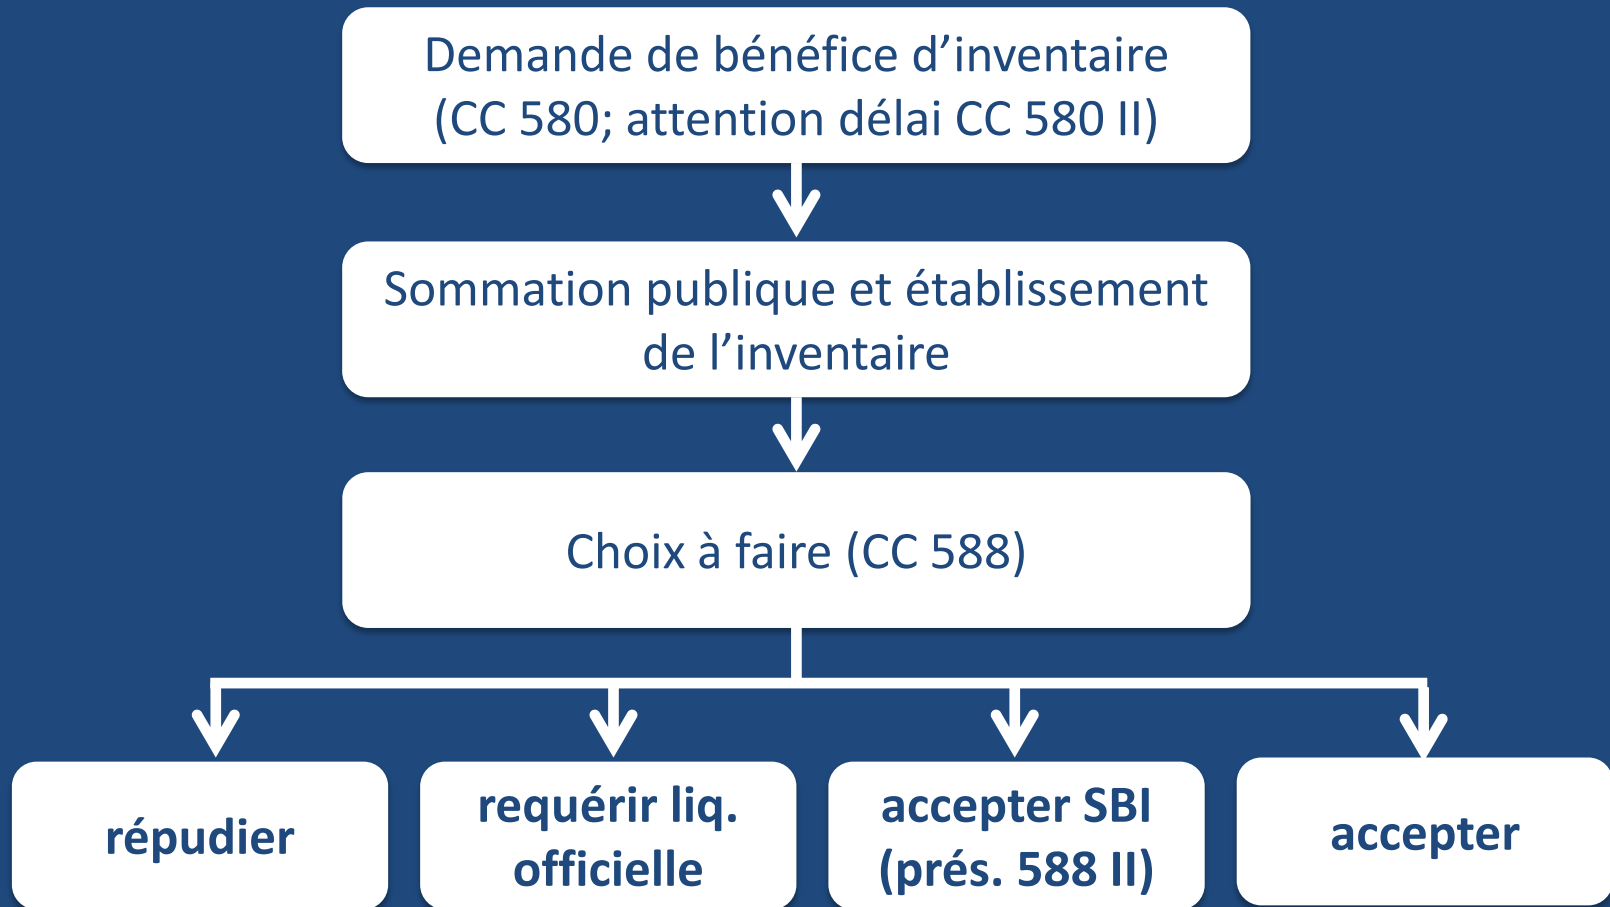 Demande de bénéfice d’inventaire
(CC 580; attention délai CC 580 II)
Sommation publique et établissement
de l’inventaire
Choix à faire (CC 588)
répudier
requérir liq.
officielle
accepter SBI
(prés. 588 II)
accepter